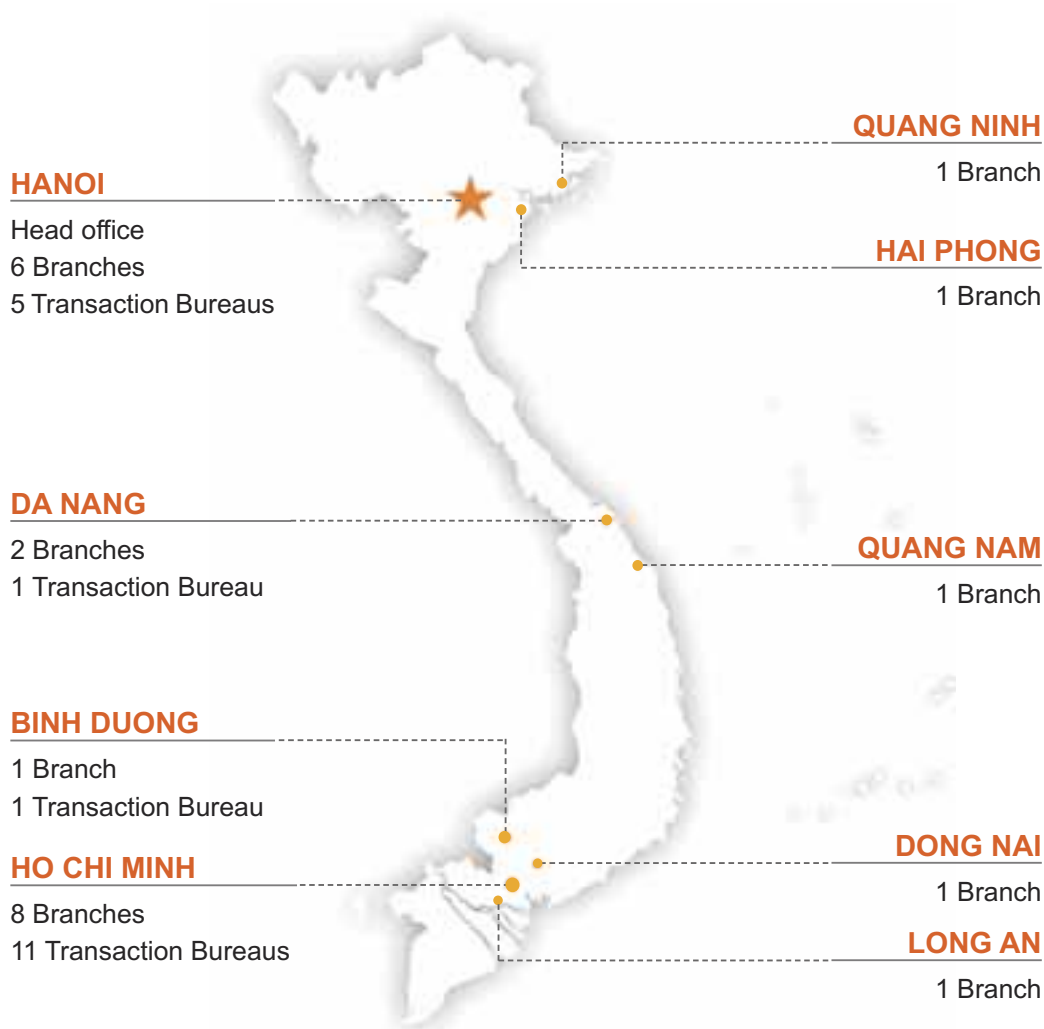 HANOI
Head office
6 Branches
5 Transaction Bureaus
QUANG NINH
1 Branch
HAI PHONG
1 Branch
DA NANG
2 Branches
1 Transaction Bureau
QUANG NAM
1 Branch
BINH DUONG
1 Branch
1 Transaction Bureau
HO CHI MINH
8 Branches
11 Transaction Bureaus
DONG NAI
1 Branch
LONG AN
1 Branch